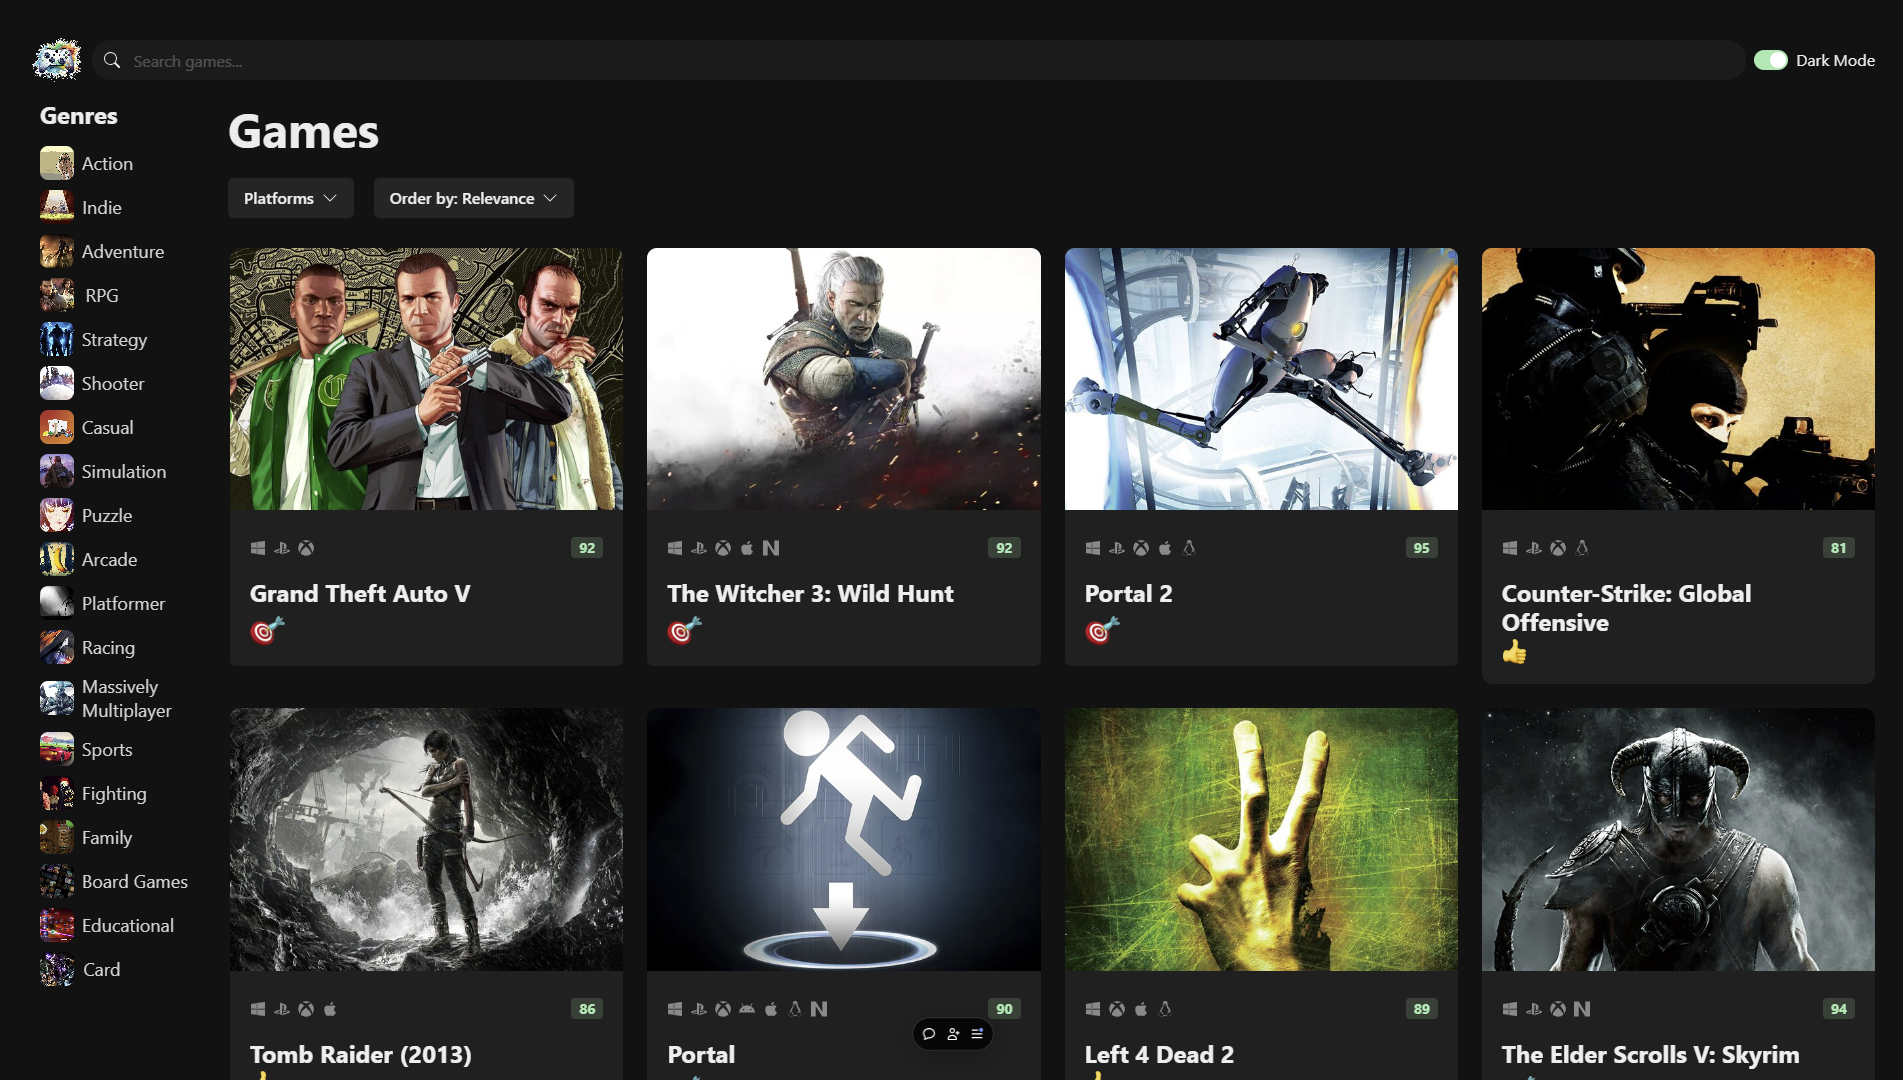 Search games...
Dark Mode
Genres
Action
Indie
Adventure
RPG
Strategy
Shooter
Casual
Simulation
Puzzle
Arcade
Platformer
Racing
Massively
Multiplayer
Sports
Fighting
Family
Board Games
Educational
Card
Games
Platforms
Order by: Relevance
92
Grand Theft Auto V
92
The Witcher 3: Wild Hunt
95
Portal 2
81
Counter-Strike: Global
Offensive
86
Tomb Raider (2013)
90
Portal
89
Left 4 Dead 2
94
The Elder Scrolls V: Skyrim